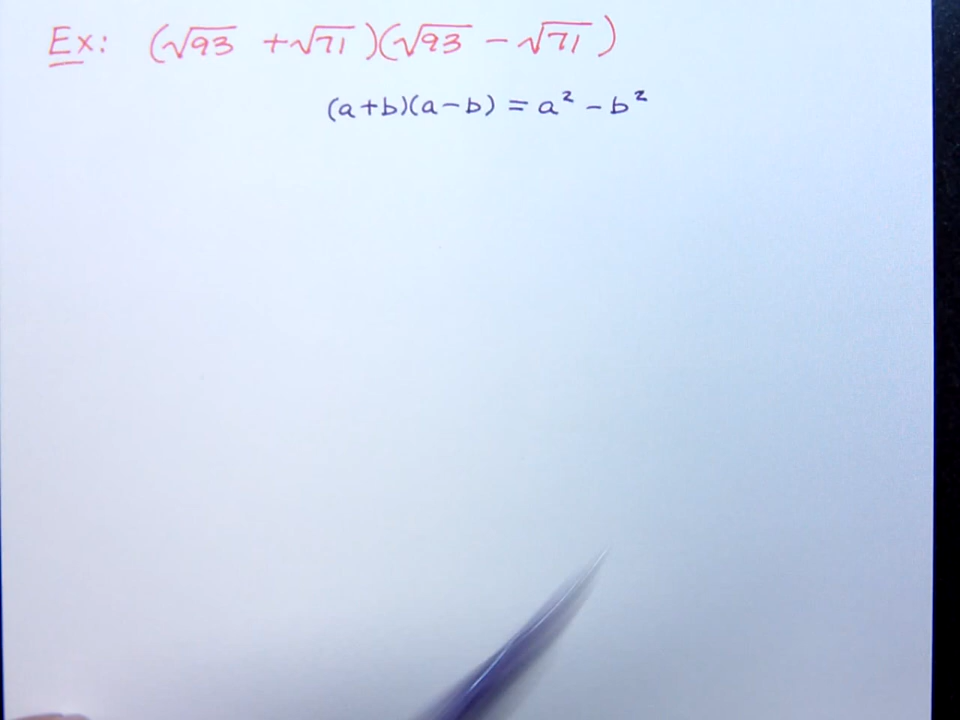 Ex: (√93 +√71)(√93 - √71)
(a+b)(a-b) = a² - b²